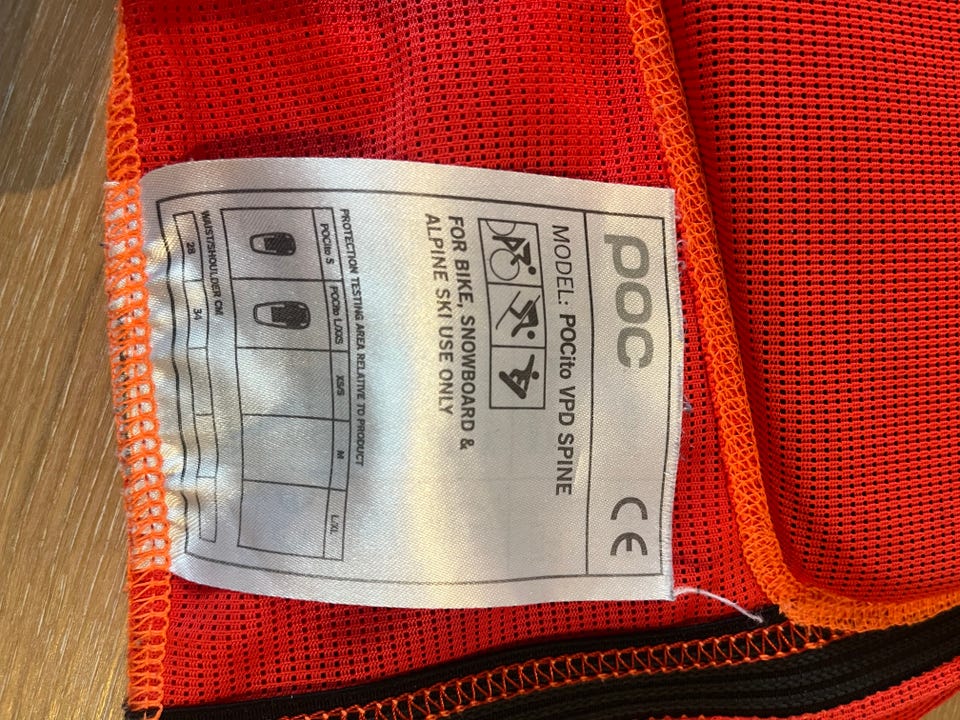 poc
CE
MODEL: POCito VPD SPINE
FOR BIKE, SNOWBOARD &
ALPINE SKI USE ONLY
PROTECTION TESTING AREA RELATIVE TO PRODUCT
POCito S POCito L/XXS XS/S M L/XL
WAIST/SHOULDER CM
28 34